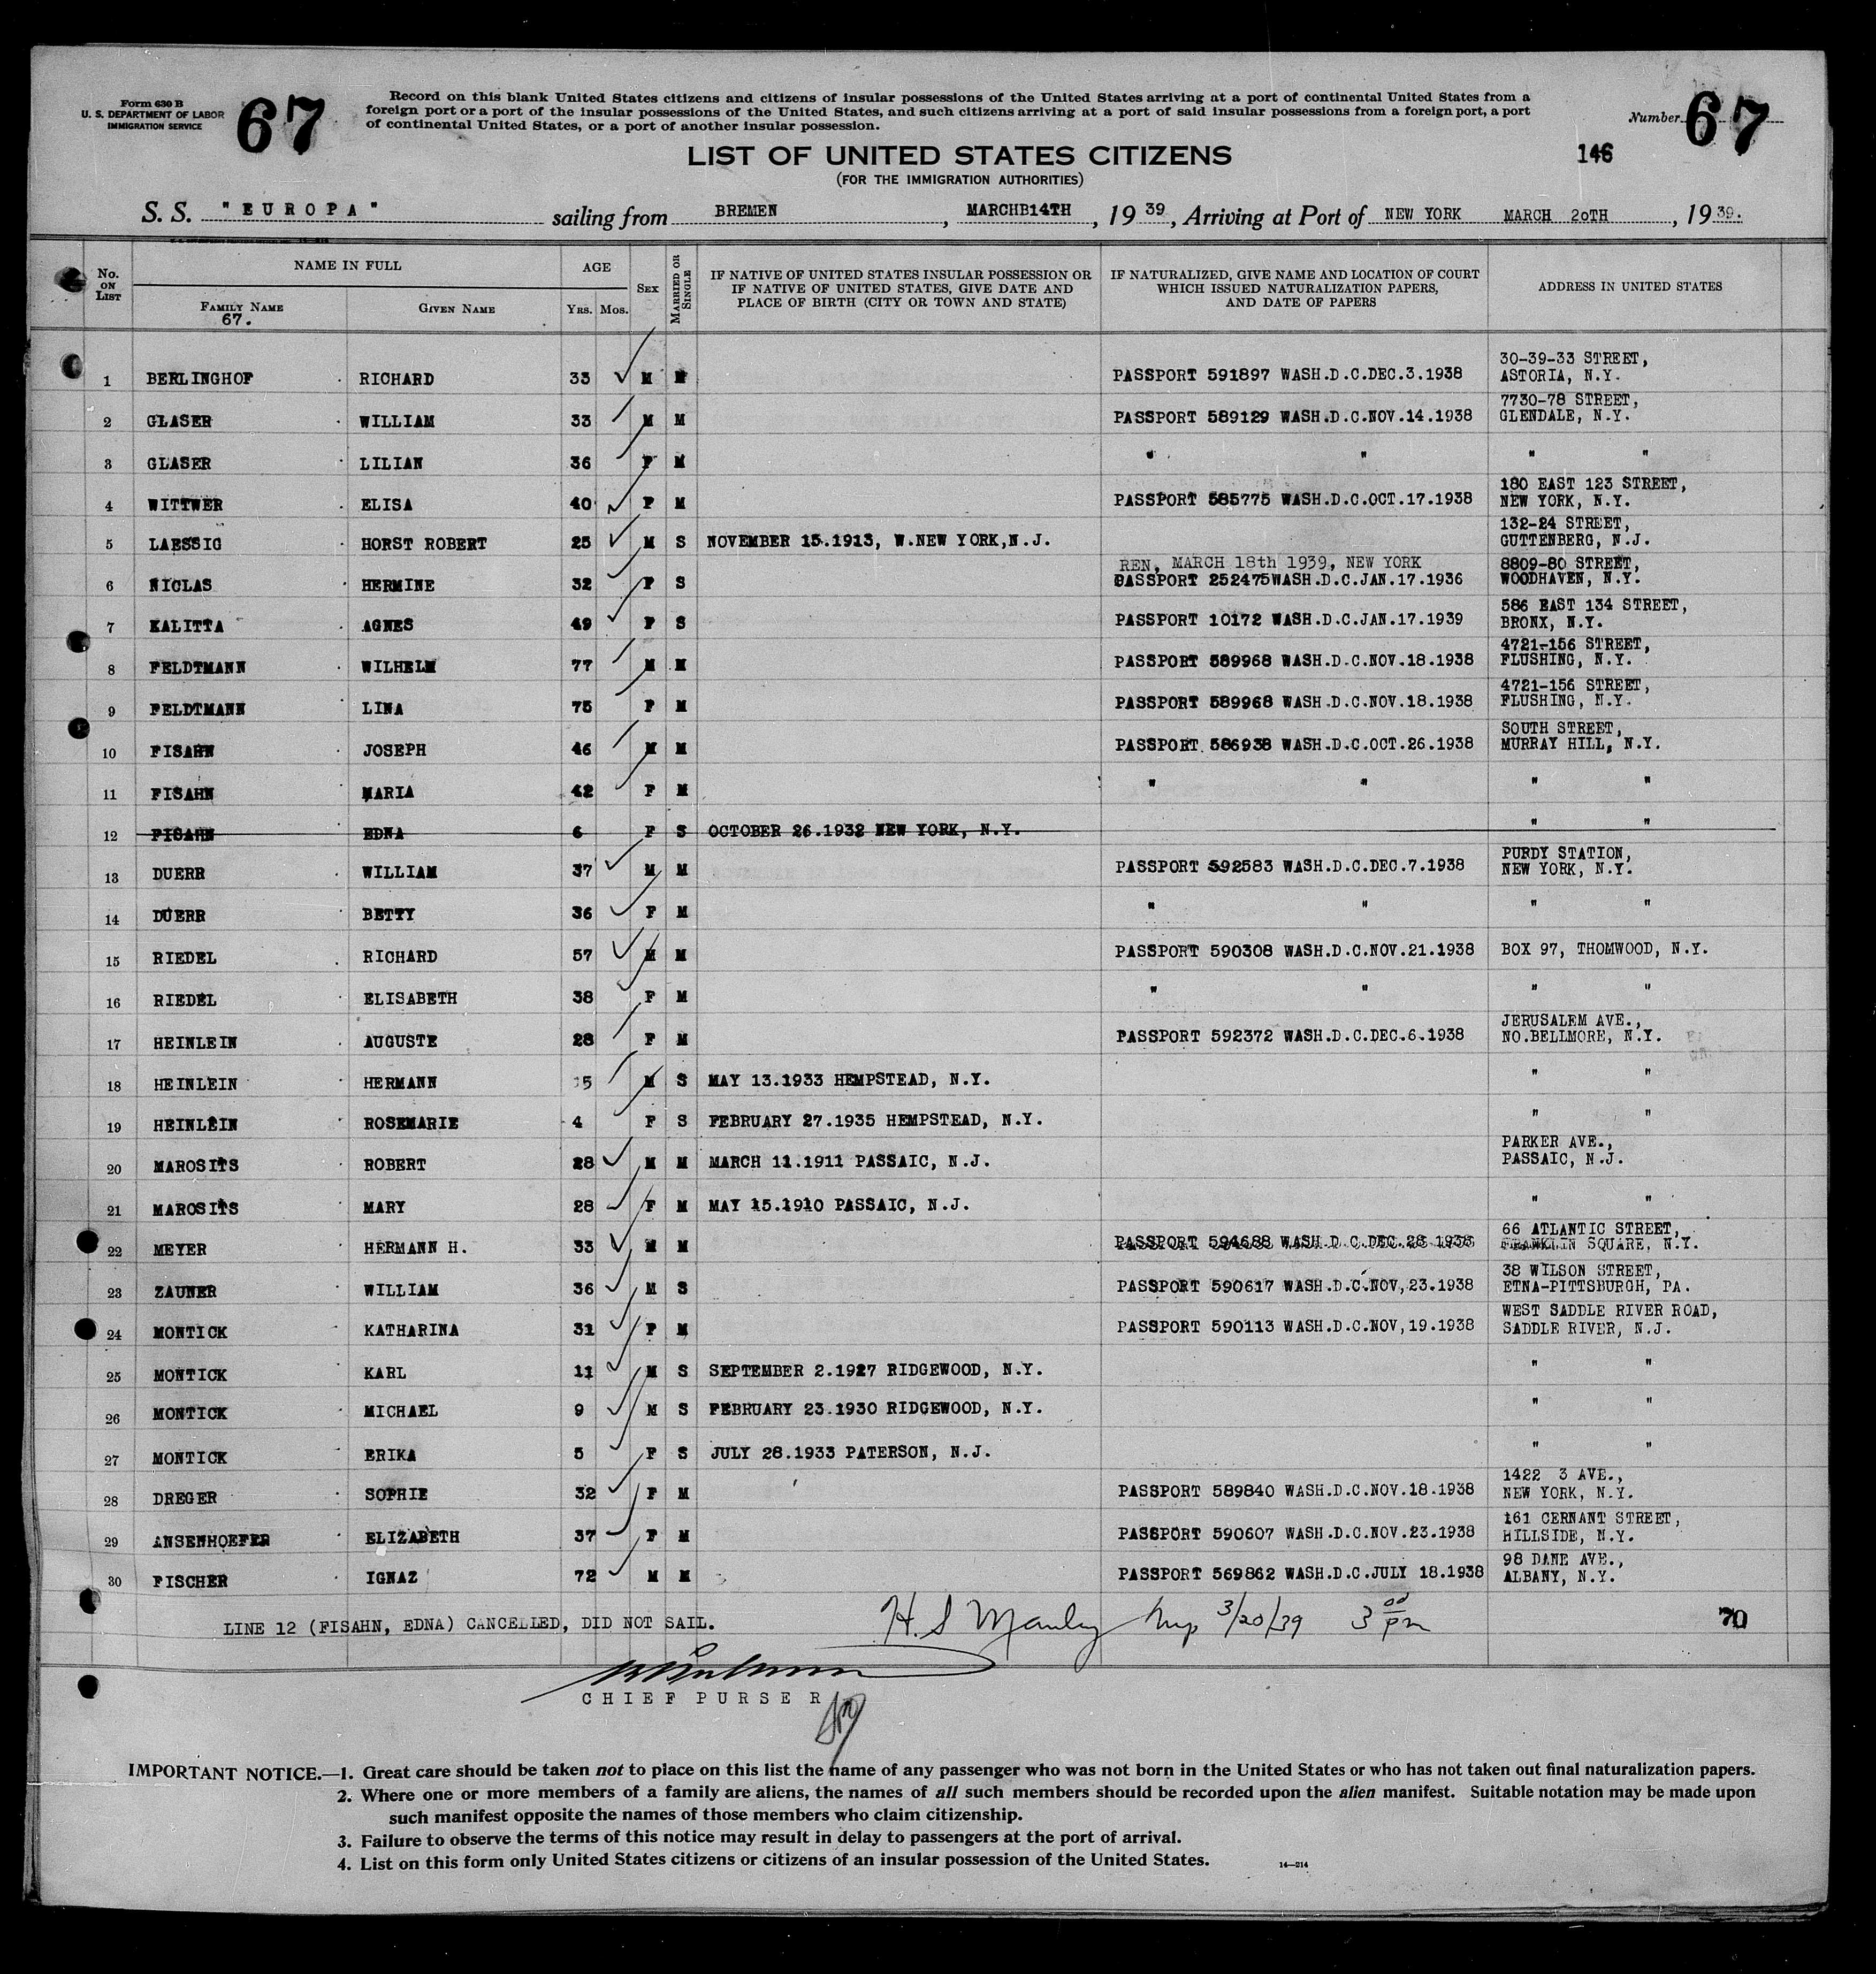 Form 630 B
U. S. DEPARTMENT OF LABOR
IMMIGRATION SERVICE
67
Record on this blank United States citizens and citizens of insular possessions of the United States arriving at a port of continental United States from a
foreign port or a port of the insular possessions of the United States, and such citizens arriving at a port of said insular possessions from a foreign port, a port
of continental United States, or a port of another insular possession.
Number 67
146
LIST OF UNITED STATES CITIZENS
(FOR THE IMMIGRATION AUTHORITIES)
S. S. "EUROPA" sailing from BREMEN, MARCHB14TH, 19 39, Arriving at Port of NEW YORK MARCH 20TH, 19 39.
No. ON LIST NAME IN FULL AGE SEX MARRIED OR SINGLE IF NATIVE OF UNITED STATES INSULAR POSSESSION OR IF NATIVE OF UNITED STATES, GIVE DATE AND PLACE OF BIRTH (CITY OR TOWN AND STATE) IF NATURALIZED, GIVE NAME AND LOCATION OF COURT WHICH ISSUED NATURALIZATION PAPERS, AND DATE OF PAPERS ADDRESS IN UNITED STATES
FAMILY NAME GIVEN NAME YRS. MOS.
67.
1 BERLINGHOF RICHARD 33 M M PASSPORT 591897 WASH.D.C.DEC.3.1938 30-39-33 STREET, ASTORIA, N.Y.
2 GLASER WILLIAM 33 M M PASSPORT 589129 WASH.D.C.NOV.14.1938 7730-78 STREET, GLENDALE, N.Y.
3 GLASER LILIAN 36 F M " " " "
4 WITTWER ELISA 40 F M PASSPORT 585775 WASH.D.C.OCT.17.1938 180 EAST 123 STREET, NEW YORK, N.Y.
5 LAESSIG HORST ROBERT 25 M S NOVEMBER 15.1913, W.NEW YORK,N.J. 132-24 STREET, GUTTENBERG, N.J.
REN, MARCH 18th 1939, NEW YORK
6 NICLAS HERMINE 32 F S PASSPORT 252475WASH.D.C.JAN.17.1936 8809-80 STREET, WOODHAVEN, N.Y.
7 KALITTA AGNES 49 F S PASSPORT 10172 WASH.D.C.JAN.17.1939 586 EAST 134 STREET, BRONX, N.Y.
8 FELDTMANN WILHELM 77 M M PASSPORT 589968 WASH.D.C.NOV.18.1938 4721-156 STREET, FLUSHING, N.Y.
9 FELDTMANN LINA 75 F M PASSPORT 589968 WASH.D.C.NOV.18.1938 4721-156 STREET, FLUSHING, N.Y.
10 FISAHN JOSEPH 46 M M PASSPORT 586938 WASH.D.C.OCT.26.1938 SOUTH STREET, MURRAY HILL, N.Y.
11 FISAHN MARIA 42 F M " " " "
12 FISAHN EDNA 6 F S OCTOBER 26.1932 NEW YORK, N.Y. " "
13 DUERR WILLIAM 37 M M PASSPORT 592583 WASH.D.C.DEC.7.1938 PURDY STATION, NEW YORK, N.Y.
14 DUERR BETTY 36 F M " " " "
15 RIEDEL RICHARD 57 M M PASSPORT 590308 WASH.D.C.NOV.21.1938 BOX 97, THOMWOOD, N.Y.
16 RIEDEL ELISABETH 38 F M " " " "
17 HEINLEIN AUGUSTE 28 F M PASSPORT 592372 WASH.D.C.DEC.6.1938 JERUSALEM AVE., NO.BELLMORE, N.Y.
18 HEINLEIN HERMANN 5 M S MAY 13.1933 HEMPSTEAD, N.Y. " "
19 HEINLEIN ROSEMARIE 4 F S FEBRUARY 27.1935 HEMPSTEAD, N.Y. " "
20 MAROSITS ROBERT 28 M M MARCH 11.1911 PASSAIC, N.J. PARKER AVE., PASSAIC, N.J.
21 MAROSITS MARY 28 F M MAY 15.1910 PASSAIC, N.J. " "
22 MEYER HERMANN H. 33 M M PASSPORT 594688 WASH.D.C.DEC.28.1938 66 ATLANTIC STREET, FRANKLIN SQUARE, N.Y.
23 ZAUNER WILLIAM 36 M S PASSPORT 590617 WASH.D.C.NOV,23.1938 38 WILSON STREET, ETNA-PITTSBURGH, PA.
24 MONTICK KATHARINA 31 F M PASSPORT 590113 WASH.D.C.NOV,19.1938 WEST SADDLE RIVER ROAD, SADDLE RIVER, N.J.
25 MONTICK KARL 11 M S SEPTEMBER 2.1927 RIDGEWOOD, N.Y. " "
26 MONTICK MICHAEL 9 M S FEBRUARY 23.1930 RIDGEWOOD, N.Y. " "
27 MONTICK ERIKA 5 F S JULY 28.1933 PATERSON, N.J. " "
28 DREGER SOPHIE 32 F M PASSPORT 589840 WASH.D.C.NOV.18.1938 1422 3 AVE., NEW YORK, N.Y.
29 ANSENHOEFER ELIZABETH 37 F M PASSPORT 590607 WASH.D.C.NOV.23.1938 161 CERNANT STREET, HILLSIDE, N.Y.
30 FISCHER IGNAZ 72 M M PASSPORT 569862 WASH.D.C.JULY 18.1938 98 DANE AVE., ALBANY, N.Y.
LINE 12 (FISAHN, EDNA) CANCELLED, DID NOT SAIL. H. S Manley Insp 3/20/39 3 00 pm 70
CHIEF PURSER
IMPORTANT NOTICE.—1. Great care should be taken not to place on this list the name of any passenger who was not born in the United States or who has not taken out final naturalization papers.
2. Where one or more members of a family are aliens, the names of all such members should be recorded upon the alien manifest. Suitable notation may be made upon
such manifest opposite the names of those members who claim citizenship.
3. Failure to observe the terms of this notice may result in delay to passengers at the port of arrival.
4. List on this form only United States citizens or citizens of an insular possession of the United States.
14—214